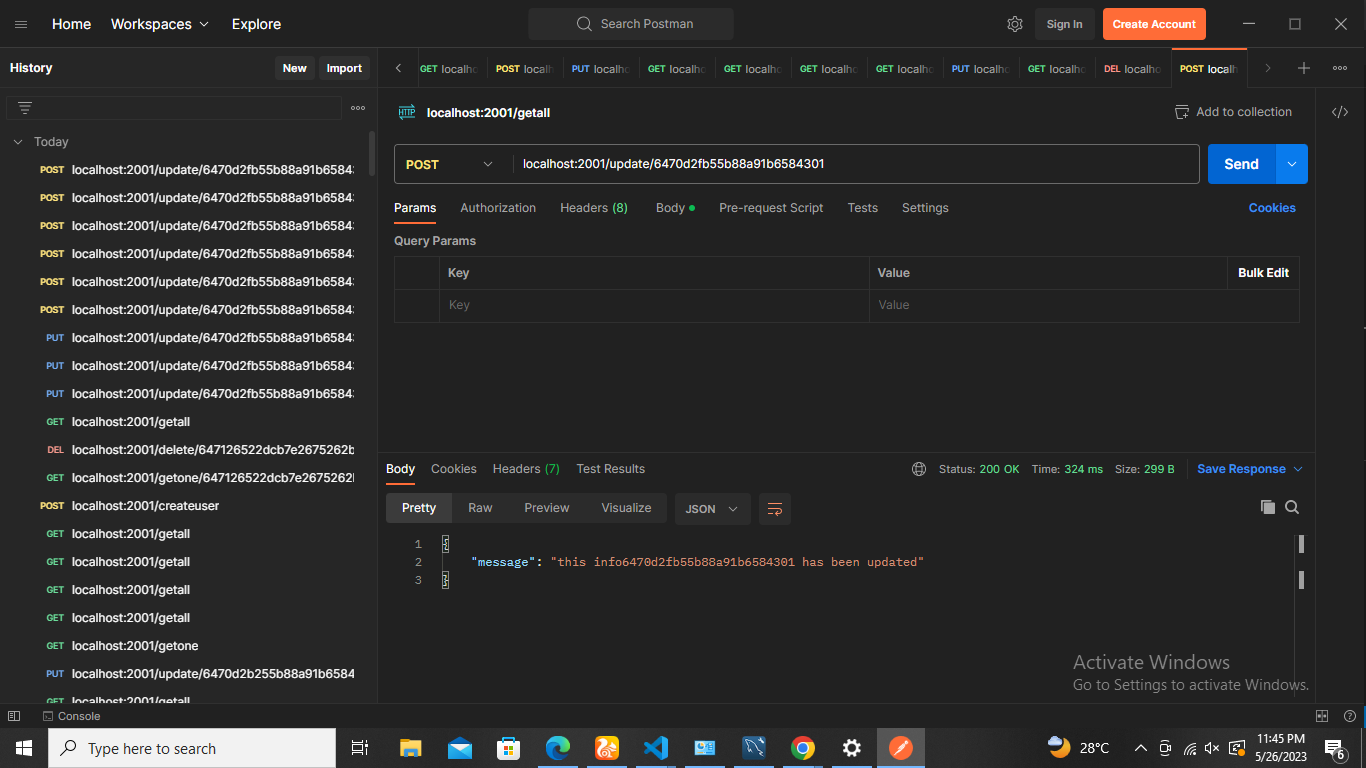 Home Workspaces Explore Search Postman Sign In Create Account
History New Import
GET localho POST localh PUT localho GET localho GET localho GET localho GET localho PUT localho GET localho DEL localho POST localh
HTTP localhost:2001/getall Add to collection
Today
POST localhost:2001/update/6470d2fb55b88a91b6584
POST localhost:2001/update/6470d2fb55b88a91b6584
POST localhost:2001/update/6470d2fb55b88a91b6584
POST localhost:2001/update/6470d2fb55b88a91b6584
POST localhost:2001/update/6470d2fb55b88a91b6584
POST localhost:2001/update/6470d2fb55b88a91b6584
PUT localhost:2001/update/6470d2fb55b88a91b6584
PUT localhost:2001/update/6470d2fb55b88a91b6584
PUT localhost:2001/update/6470d2fb55b88a91b6584
GET localhost:2001/getall
DEL localhost:2001/delete/647126522dcb7e2675262b
GET localhost:2001/getone/647126522dcb7e2675262
POST localhost:2001/createuser
GET localhost:2001/getall
GET localhost:2001/getall
GET localhost:2001/getall
GET localhost:2001/getall
GET localhost:2001/getone
PUT localhost:2001/update/6470d2b255b88a91b6584
GET localhost:2001/getall
POST localhost:2001/update/6470d2fb55b88a91b6584301 Send
Params Authorization Headers (8) Body Pre-request Script Tests Settings Cookies
Query Params
Key Value Bulk Edit
Key Value
Body Cookies Headers (7) Test Results Status: 200 OK Time: 324 ms Size: 299 B Save Response
Pretty Raw Preview Visualize JSON
1 {
2 "message": "this info6470d2fb55b88a91b6584301 has been updated"
3 }
Activate Windows
Go to Settings to activate Windows.
Console
Type here to search 28°C 11:45 PM
5/26/2023 6